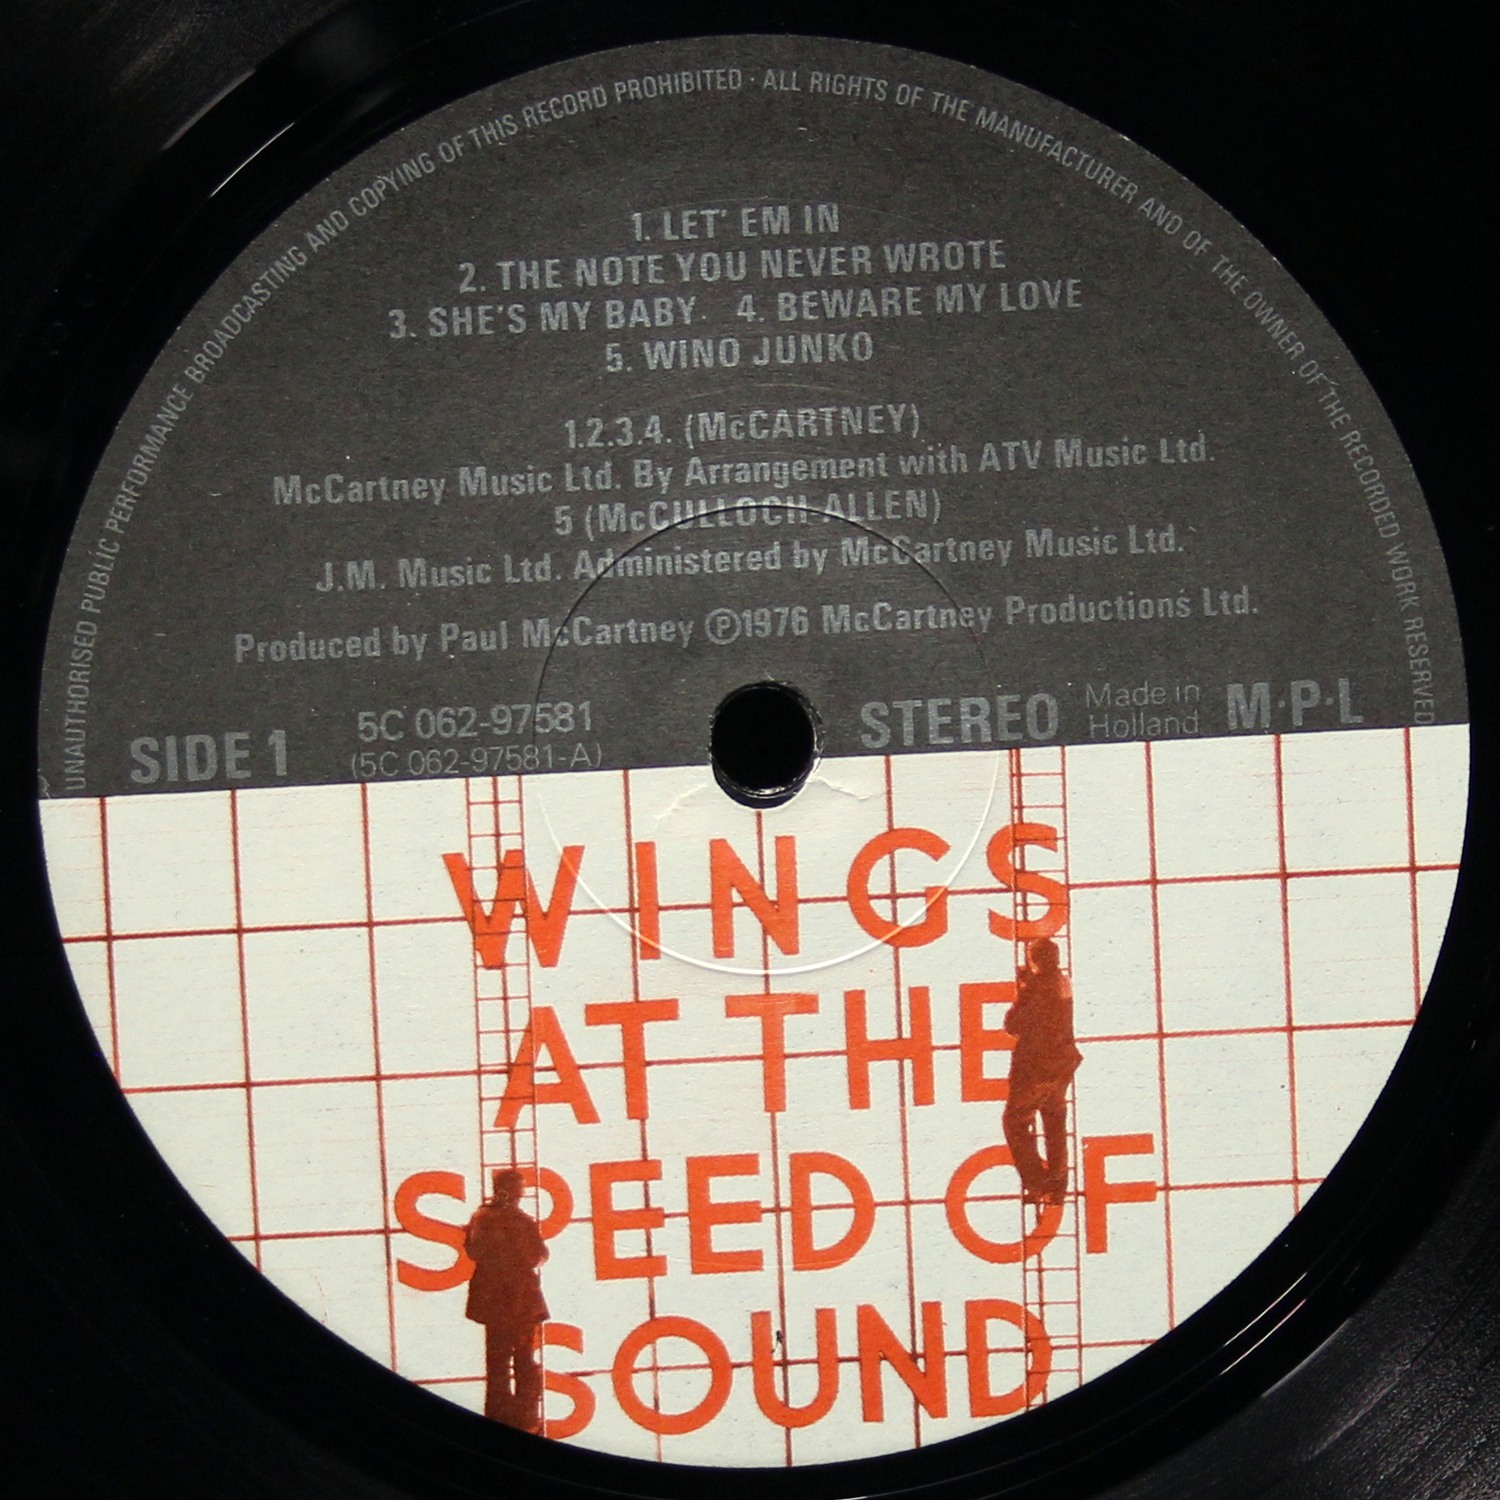 UNAUTHORISED PUBLIC PERFORMANCE BROADCASTING AND COPYING OF THIS RECORD PROHIBITED · ALL RIGHTS OF THE MANUFACTURER AND OF THE OWNER OF THE RECORDED WORK RESERVED
1. LET' EM IN
2. THE NOTE YOU NEVER WROTE
3. SHE'S MY BABY 4. BEWARE MY LOVE
5. WINO JUNKO
1.2.3.4. (McCARTNEY)
McCartney Music Ltd. By Arrangement with ATV Music Ltd.
5 (McCULLOCH-ALLEN)
J.M. Music Ltd. Administered by McCartney Music Ltd.
Produced by Paul McCartney ℗1976 McCartney Productions Ltd.
SIDE 1
5C 062-97581
(5C 062-97581-A)
STEREO
Made in
Holland
M·P·L
WINGS
AT THE
SPEED OF
SOUND